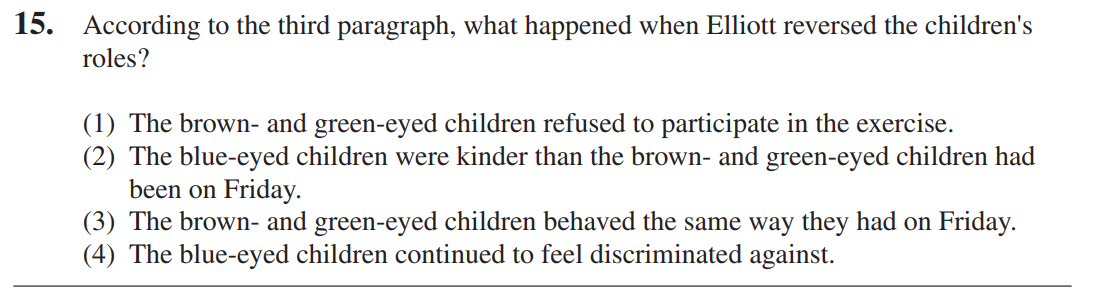 15. According to the third paragraph, what happened when Elliott reversed the children's
roles?
(1) The brown- and green-eyed children refused to participate in the exercise.
(2) The blue-eyed children were kinder than the brown- and green-eyed children had
been on Friday.
(3) The brown- and green-eyed children behaved the same way they had on Friday.
(4) The blue-eyed children continued to feel discriminated against.